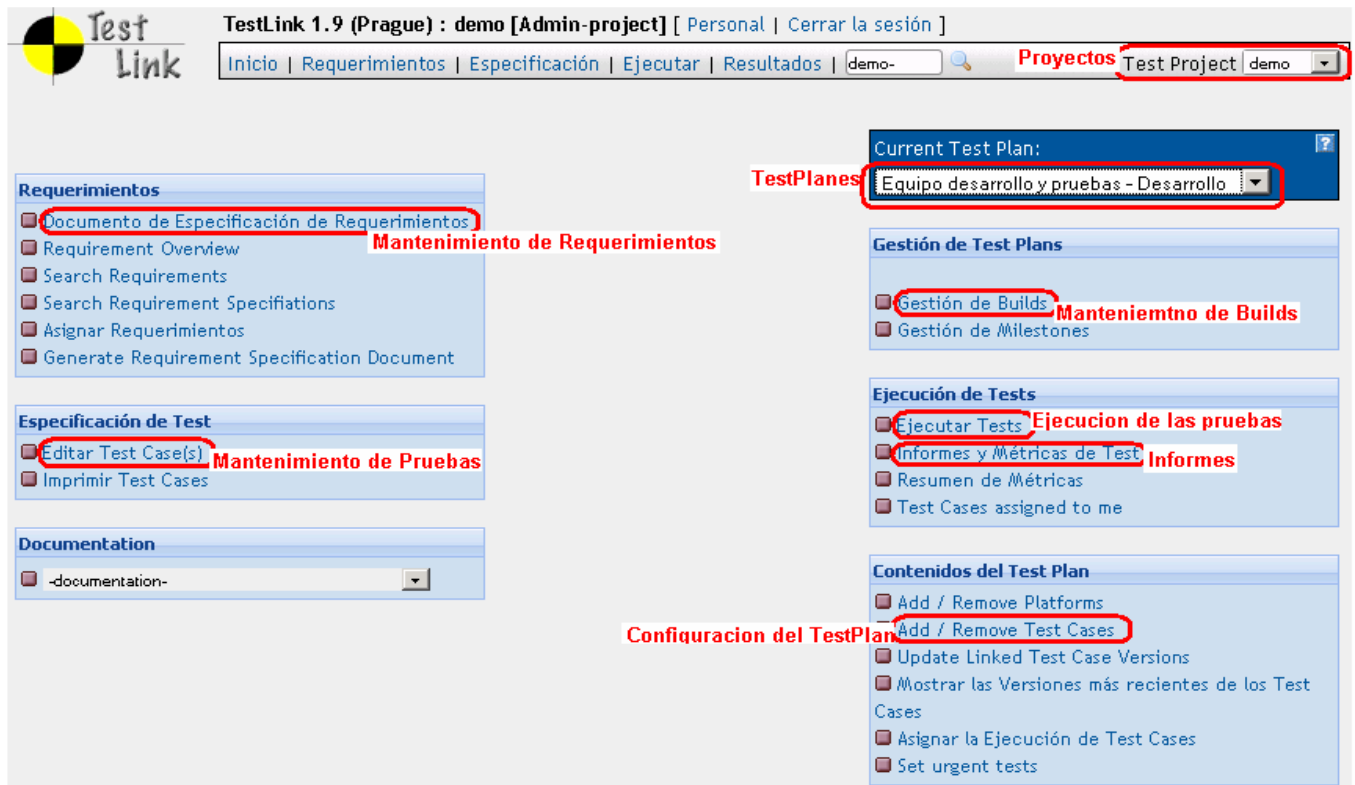 Test
Link
TestLink 1.9 (Prague) : demo [Admin-project] [ Personal | Cerrar la sesión ]
Inicio | Requerimientos | Especificación | Ejecutar | Resultados | demo-
Proyectos Test Project demo
Current Test Plan: ?
TestPlanes Equipo desarrollo y pruebas - Desarrollo
Requerimientos
Documento de Especificación de Requerimientos
Mantenimiento de Requerimientos
Requirement Overview
Search Requirements
Search Requirement Specifiations
Asignar Requerimientos
Generate Requirement Specification Document
Especificación de Test
Editar Test Case(s) Mantenimiento de Pruebas
Imprimir Test Cases
Documentation
-documentation-
Gestión de Test Plans
Gestión de Builds Manteniemtno de Builds
Gestión de Milestones
Ejecución de Tests
Ejecutar Tests Ejecucion de las pruebas
Informes y Métricas de Test Informes
Resumen de Métricas
Test Cases assigned to me
Contenidos del Test Plan
Add / Remove Platforms
Configuracion del TestPlan Add / Remove Test Cases
Update Linked Test Case Versions
Mostrar las Versiones más recientes de los Test
Cases
Asignar la Ejecución de Test Cases
Set urgent tests